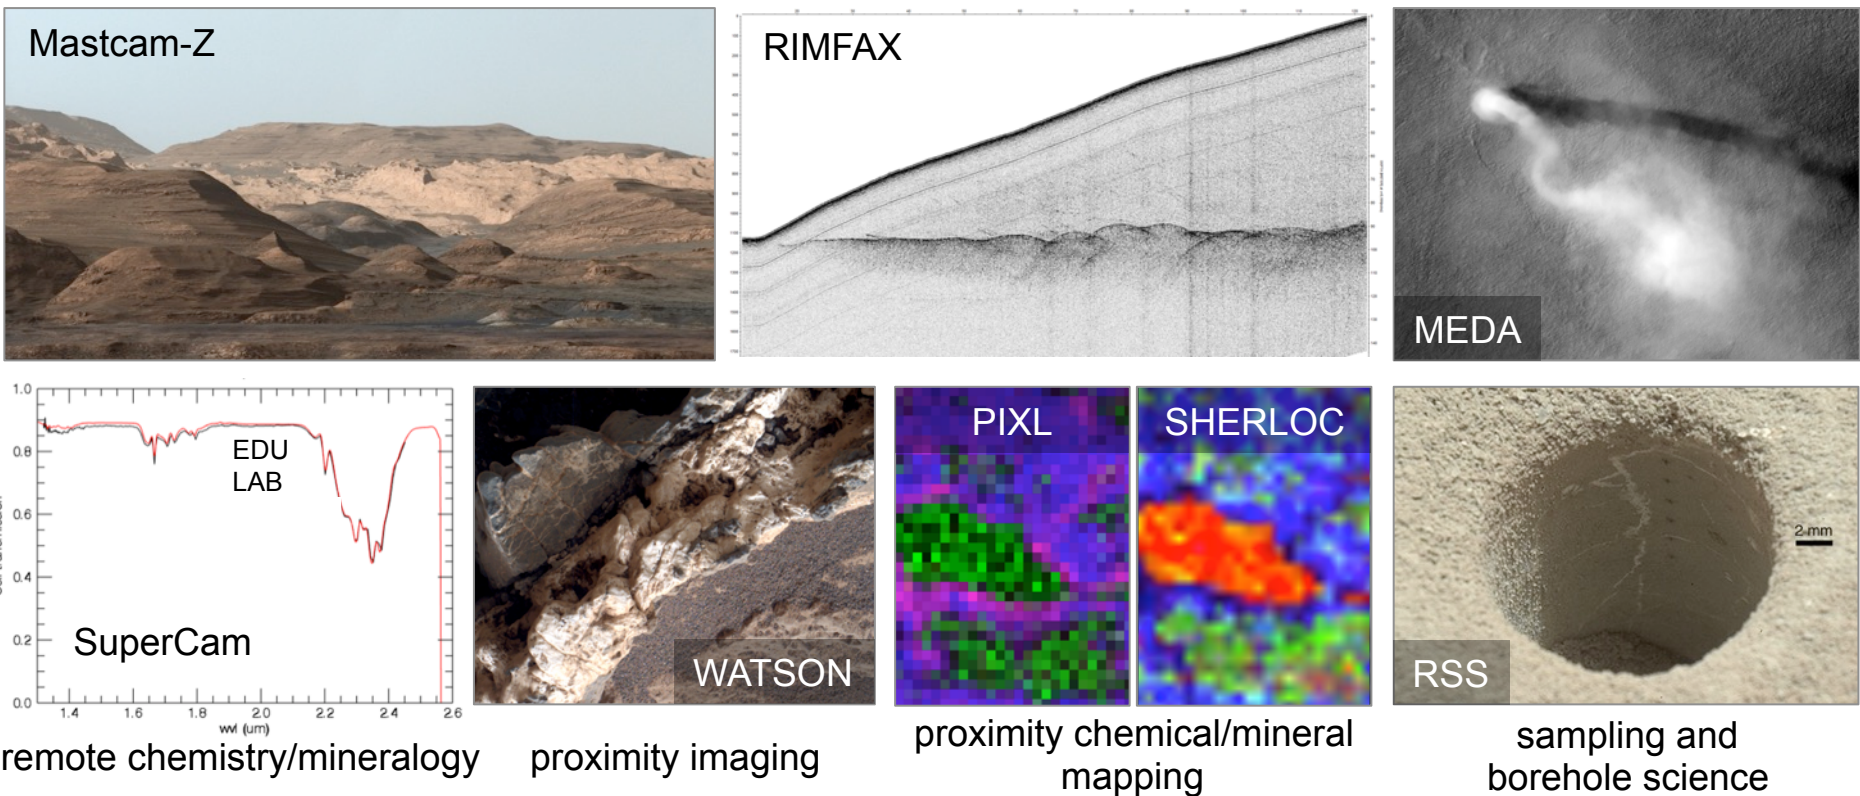 Mastcam-Z
RIMFAX
MEDA
1.0
0.8
0.6
0.4
0.2
0.0
EDU
LAB
SuperCam
1.4 1.6 1.8 2.0 2.2 2.4 2.6
wvl (um)
WATSON
PIXL
SHERLOC
2 mm
RSS
remote chemistry/mineralogy
proximity imaging
proximity chemical/mineral
mapping
sampling and
borehole science